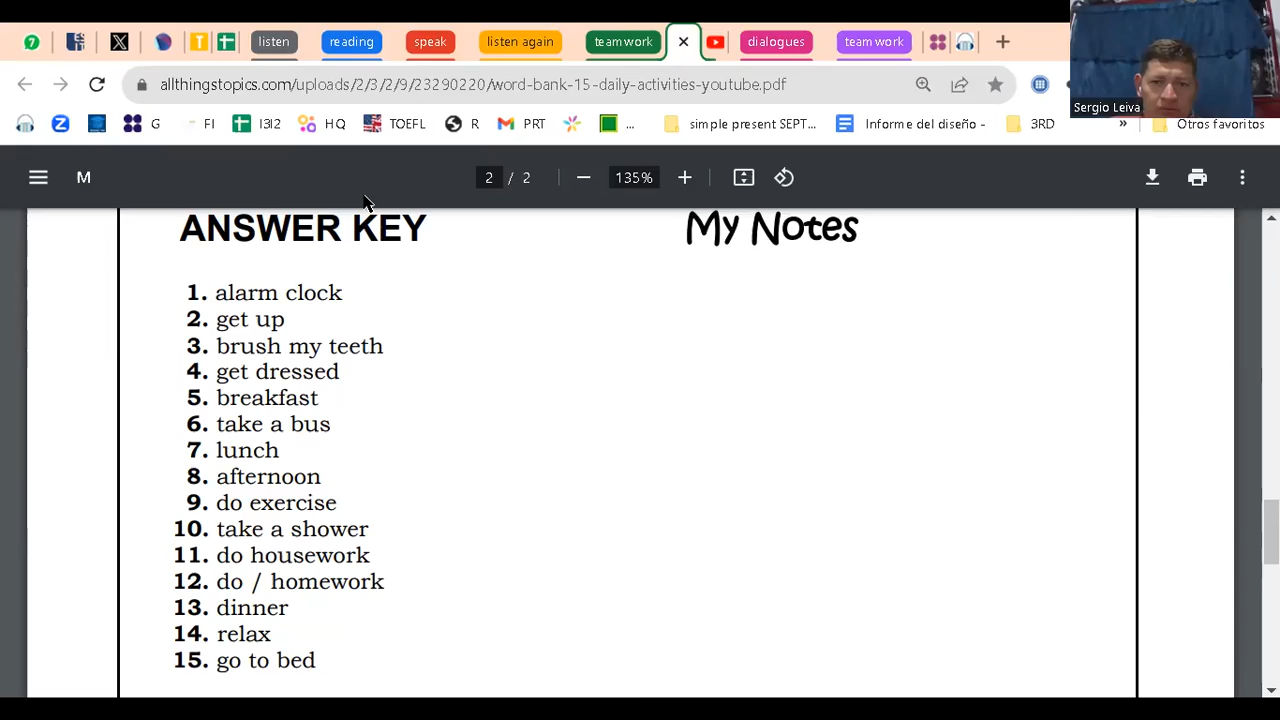 listen
reading
speak
listen again
team work
dialogues
team work
allthingstopics.com/uploads/2/3/2/9/23290220/word-bank-15-daily-activities-youtube.pdf
Sergio Leiva
G FI I3I2 HQ TOEFL R PRT ... simple present SEPT... Informe del diseño - 3RD » Otros favoritos
M 2 / 2 135%
ANSWER KEY
My Notes
1. alarm clock
2. get up
3. brush my teeth
4. get dressed
5. breakfast
6. take a bus
7. lunch
8. afternoon
9. do exercise
10. take a shower
11. do housework
12. do / homework
13. dinner
14. relax
15. go to bed